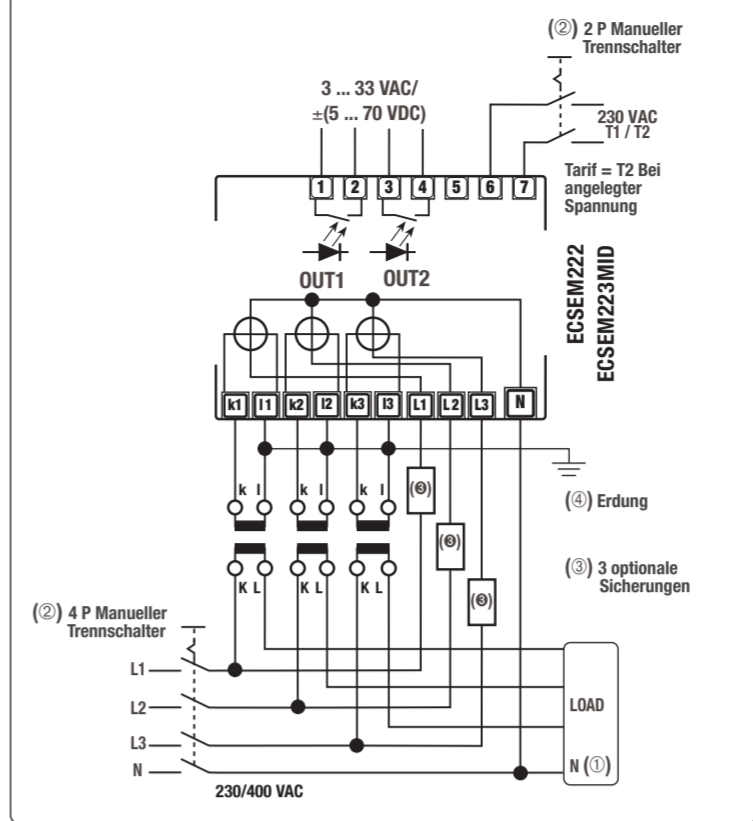 (②) 2 P Manueller
Trennschalter
3 ... 33 VAC/
±(5 ... 70 VDC)
230 VAC
T1 / T2
1 2 3 4 5 6 7
Tarif = T2 Bei
angelegter
Spannung
OUT1 OUT2
ECSEM222
ECSEM223MID
k1 l1 k2 l2 k3 l3 L1 L2 L3 N
k l k l k l
(❸)
(④) Erdung
(❸)
(③) 3 optionale
Sicherungen
(❸)
K L K L K L
(②) 4 P Manueller
Trennschalter
L1
L2
LOAD
L3
N
N (①)
230/400 VAC